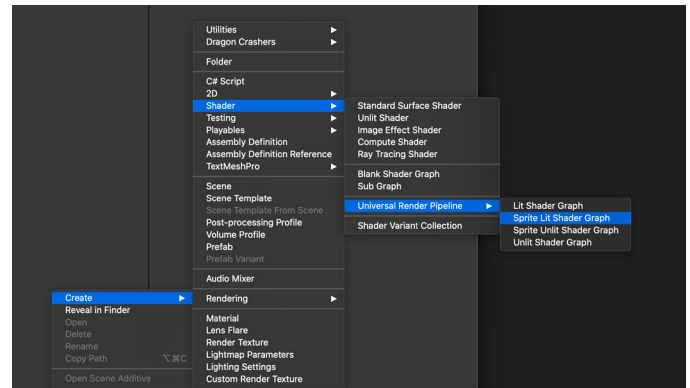 Utilities
Dragon Crashers
Folder
C# Script
2D
Shader
Testing
Playables
Assembly Definition
Assembly Definition Reference
TextMeshPro
Scene
Scene Template
Scene Template From Scene
Post-processing Profile
Volume Profile
Prefab
Prefab Variant
Audio Mixer
Rendering
Material
Lens Flare
Render Texture
Lightmap Parameters
Lighting Settings
Custom Render Texture
Standard Surface Shader
Unlit Shader
Image Effect Shader
Compute Shader
Ray Tracing Shader
Blank Shader Graph
Sub Graph
Universal Render Pipeline
Shader Variant Collection
Lit Shader Graph
Sprite Lit Shader Graph
Sprite Unlit Shader Graph
Unlit Shader Graph
Create
Reveal in Finder
Open
Delete
Rename
Copy Path ⌥⌘C
Open Scene Additive